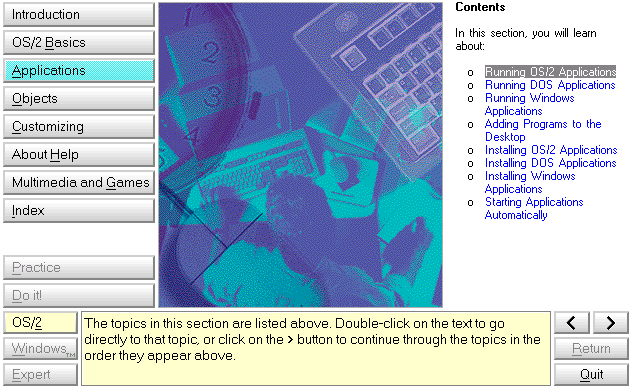 Introduction
OS/2 Basics
Applications
Objects
Customizing
About Help
Multimedia and Games
Index
Practice
Do it!
OS/2
Windows™
Expert
Contents
In this section, you will learn
about:
o Running OS/2 Applications
o Running DOS Applications
o Running Windows
Applications
o Adding Programs to the
Desktop
o Installing OS/2 Applications
o Installing DOS Applications
o Installing Windows
Applications
o Starting Applications
Automatically
The topics in this section are listed above. Double-click on the text to go
directly to that topic, or click on the > button to continue through the topics in the
order they appear above.
< >
Return
Quit